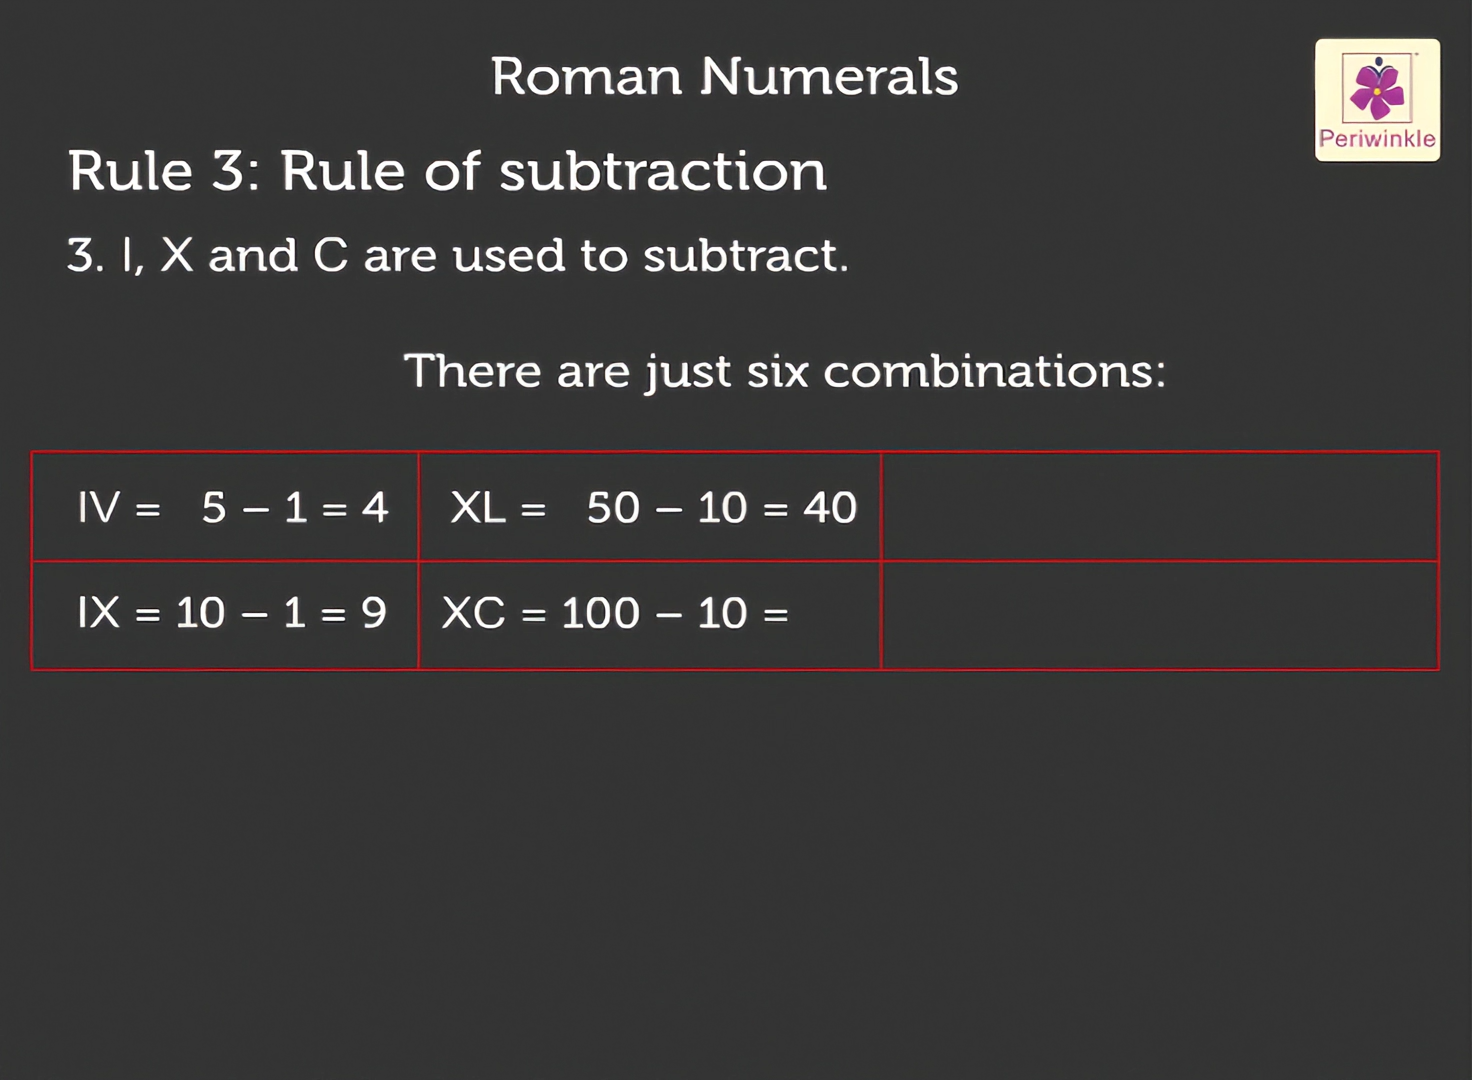 Roman Numerals
Periwinkle
Rule 3: Rule of subtraction
3. I, X and C are used to subtract.
There are just six combinations:
IV = 5 – 1 = 4
XL = 50 – 10 = 40
IX = 10 – 1 = 9
XC = 100 – 10 =